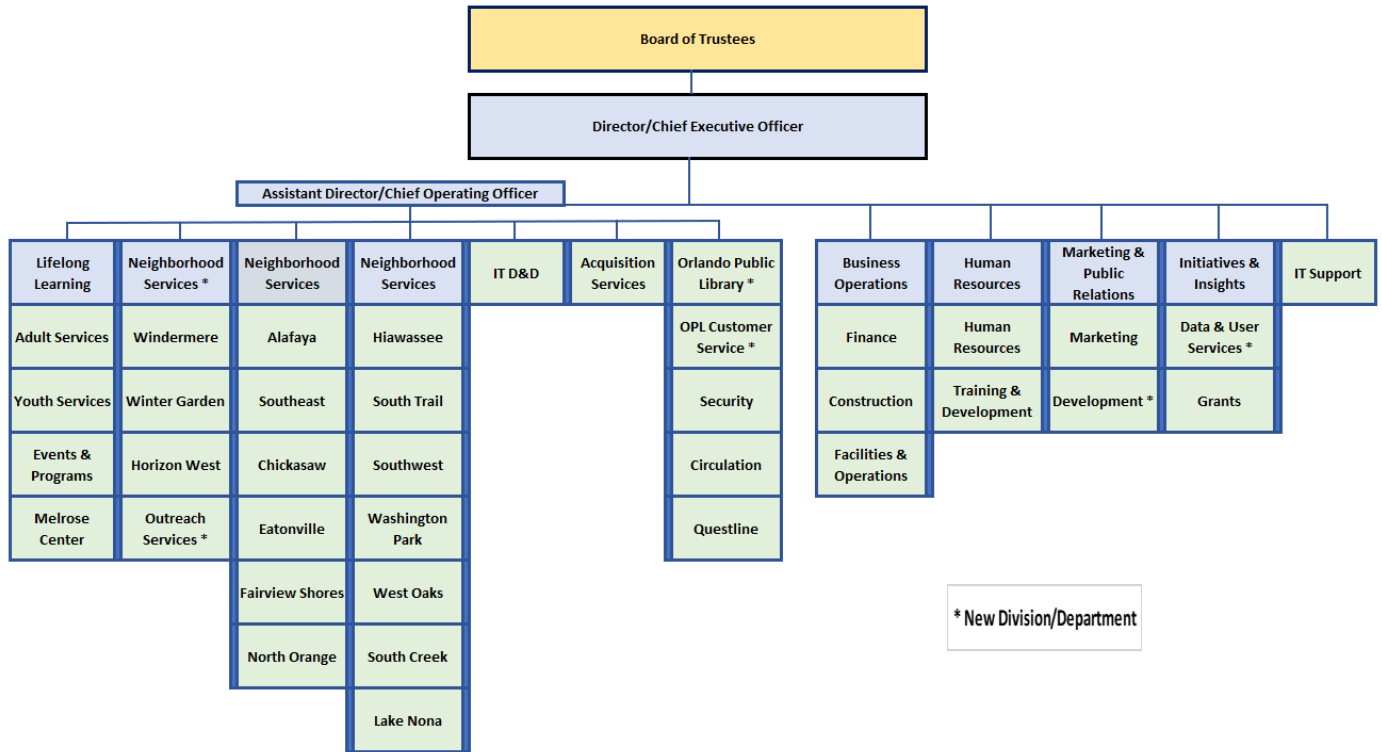 Board of Trustees
Director/Chief Executive Officer
Assistant Director/Chief Operating Officer
Lifelong
Learning
Adult Services
Youth Services
Events &
Programs
Melrose
Center
Neighborhood
Services *
Windermere
Winter Garden
Horizon West
Outreach
Services *
Neighborhood
Services
Alafaya
Southeast
Chickasaw
Eatonville
Fairview Shores
North Orange
Neighborhood
Services
Hiawassee
South Trail
Southwest
Washington
Park
West Oaks
South Creek
Lake Nona
IT D&D
Acquisition
Services
Orlando Public
Library *
OPL Customer
Service *
Security
Circulation
Questline
Business
Operations
Finance
Construction
Facilities &
Operations
Human
Resources
Human
Resources
Training &
Development
Marketing &
Public
Relations
Marketing
Development *
Initiatives &
Insights
Data & User
Services *
Grants
IT Support
* New Division/Department